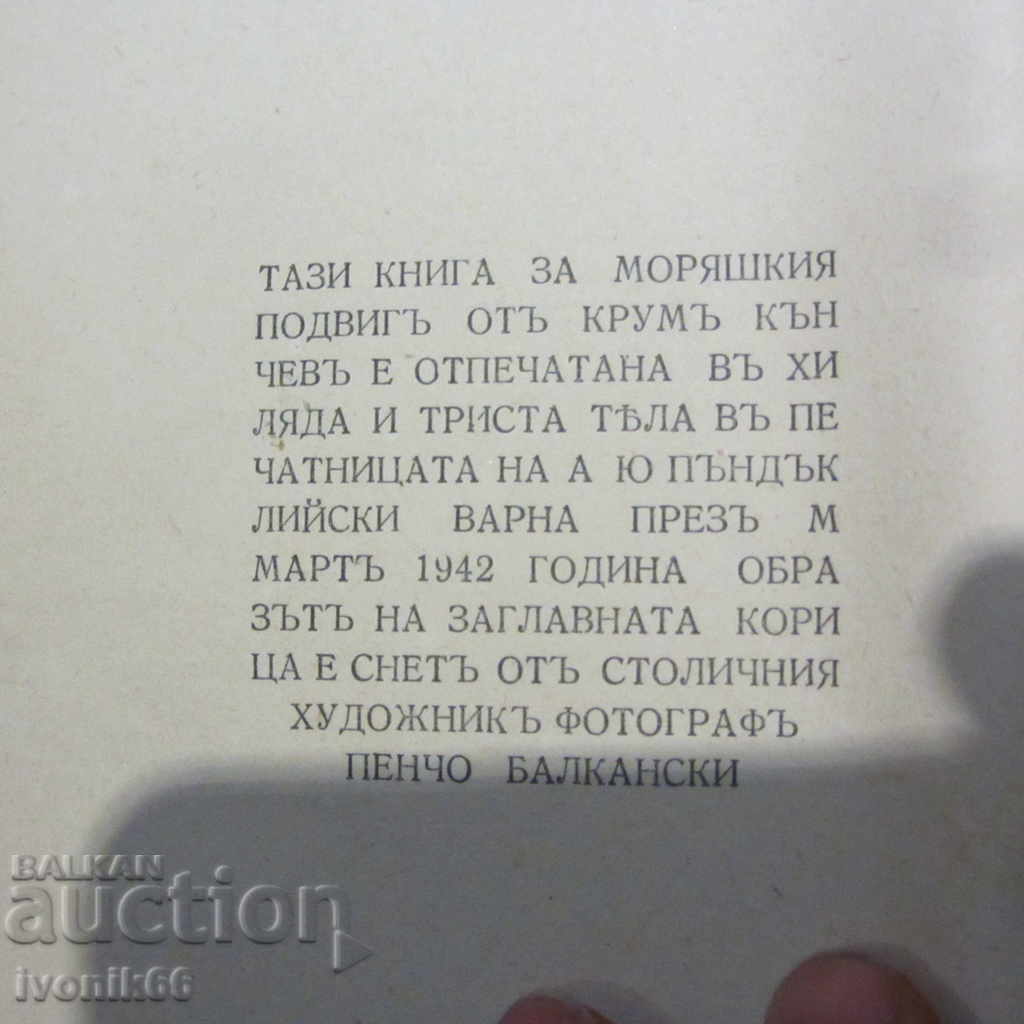 ТАЗИ КНИГА ЗА МОРЯШКИЯ
ПОДВИГЪ ОТЪ КРУМЪ КЪН
ЧЕВЪ Е ОТПЕЧАТАНА ВЪ ХИ
ЛЯДА И ТРИСТА ТѢЛА ВЪ ПЕ
ЧАТНИЦАТА НА А Ю ПЪНДЪК
ЛИЙСКИ ВАРНА ПРЕЗЪ М
МАРТЪ 1942 ГОДИНА ОБРА
ЗЪТЪ НА ЗАГЛАВНАТА КОРИ
ЦА Е СНЕТЪ ОТЪ СТОЛИЧНИЯ
ХУДОЖНИКЪ ФОТОГРАФЪ
ПЕНЧО БАЛКАНСКИ
BALKAN
auction
ivonik66